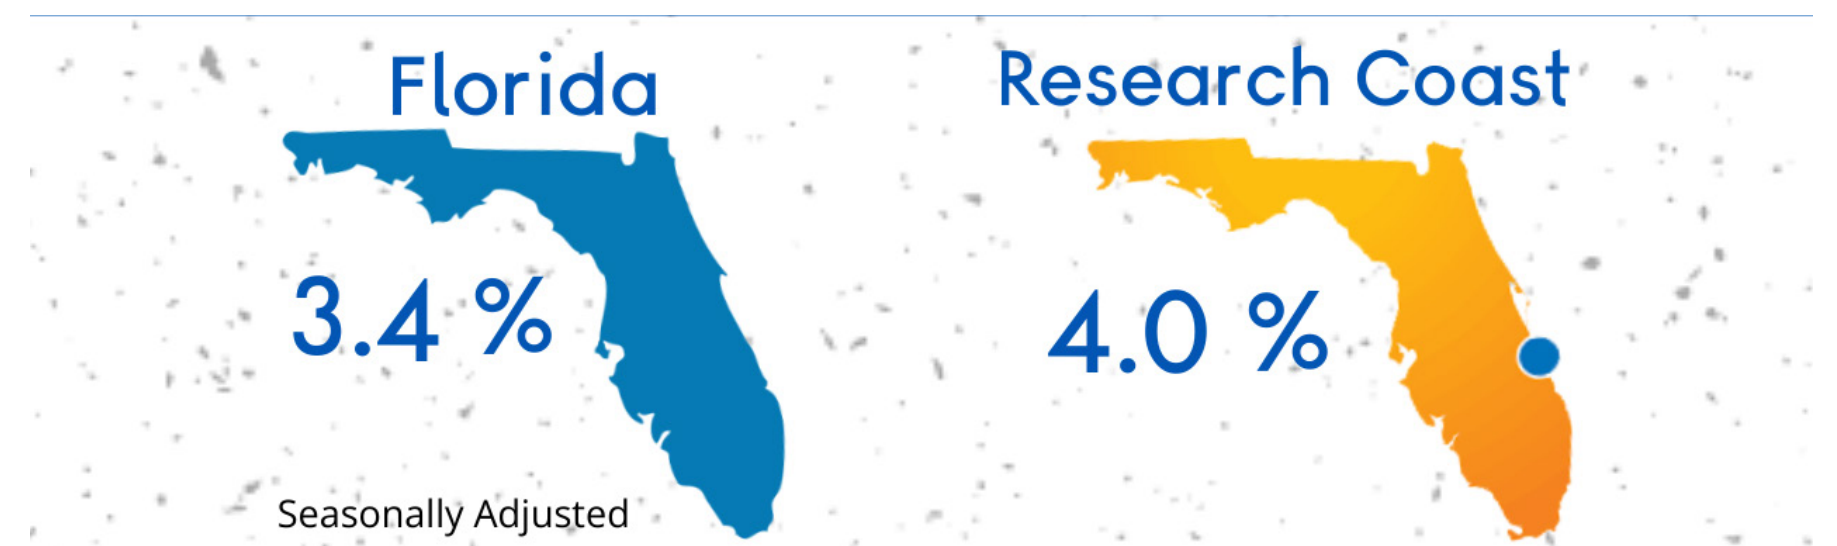 Florida
Research Coast
3.4 %
4.0 %
Seasonally Adjusted